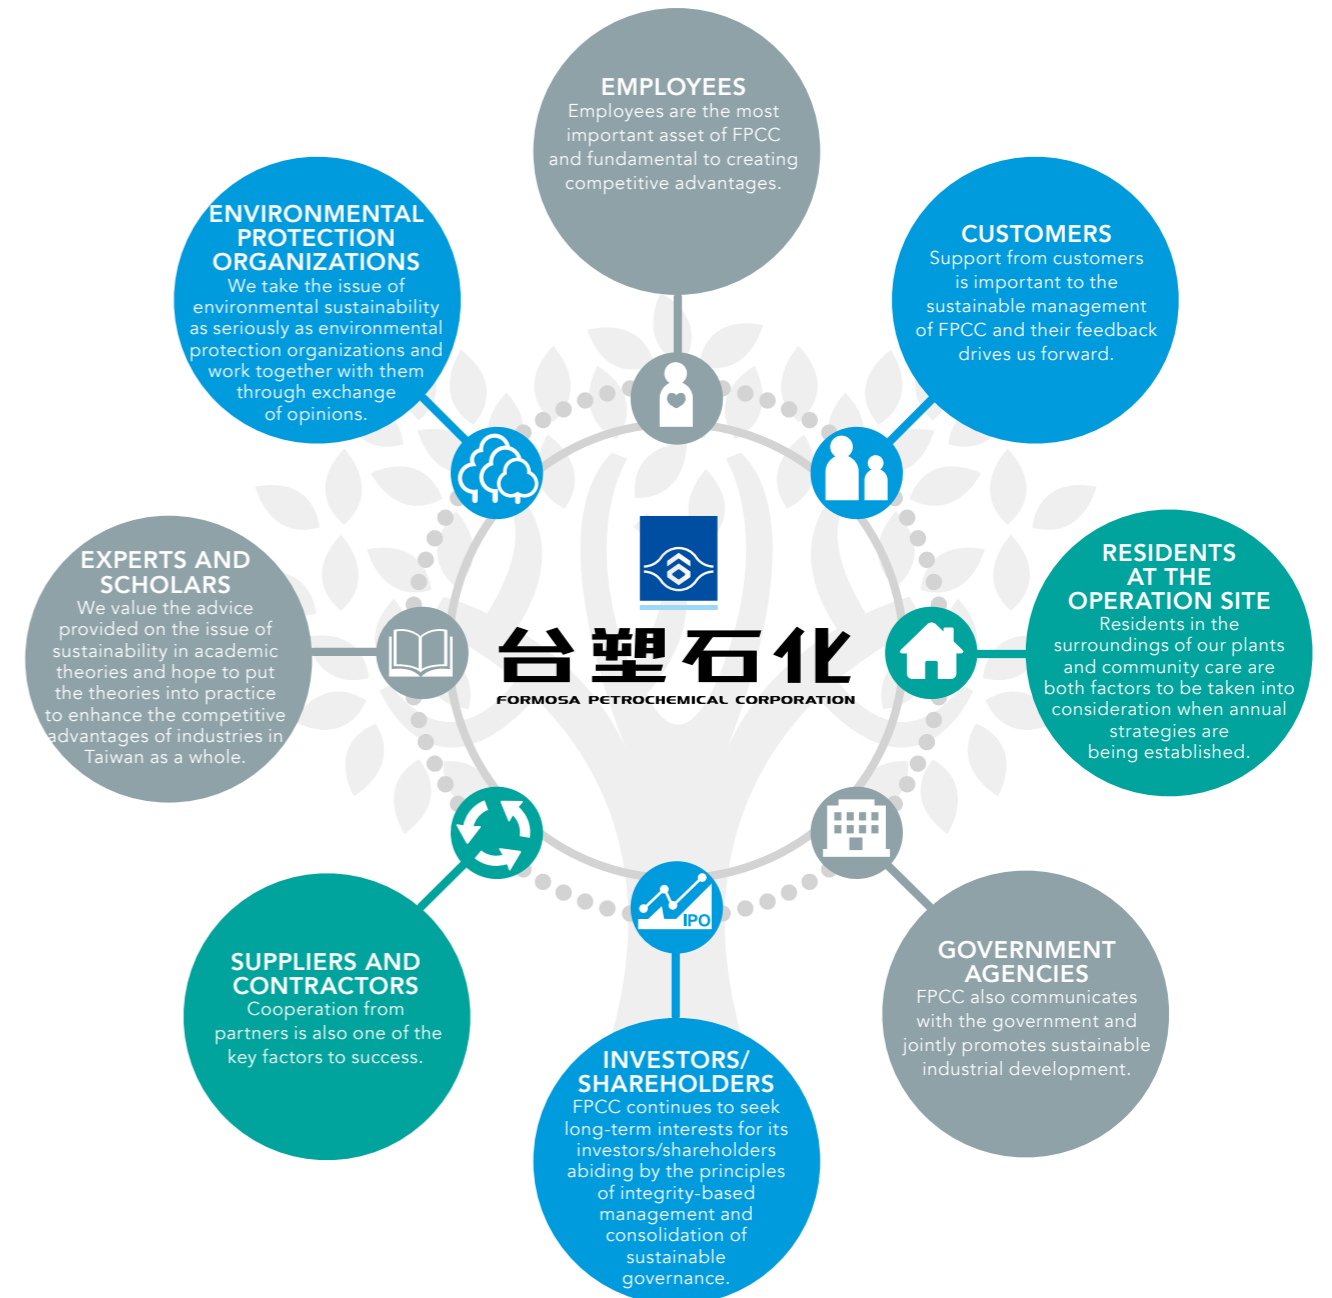 EMPLOYEES
Employees are the most
important asset of FPCC
and fundamental to creating
competitive advantages.
ENVIRONMENTAL
PROTECTION
ORGANIZATIONS
We take the issue of
environmental sustainability
as seriously as environmental
protection organizations and
work together with them
through exchange
of opinions.
CUSTOMERS
Support from customers
is important to the
sustainable management
of FPCC and their feedback
drives us forward.
EXPERTS AND
SCHOLARS
We value the advice
provided on the issue of
sustainability in academic
theories and hope to put
the theories into practice
to enhance the competitive
advantages of industries in
Taiwan as a whole.
台塑石化
FORMOSA PETROCHEMICAL CORPORATION
RESIDENTS
AT THE
OPERATION SITE
Residents in the
surroundings of our plants
and community care are
both factors to be taken into
consideration when annual
strategies are
being established.
SUPPLIERS AND
CONTRACTORS
Cooperation from
partners is also one of the
key factors to success.
IPO
INVESTORS/
SHAREHOLDERS
FPCC continues to seek
long-term interests for its
investors/shareholders
abiding by the principles
of integrity-based
management and
consolidation of
sustainable
governance.
GOVERNMENT
AGENCIES
FPCC also communicates
with the government and
jointly promotes sustainable
industrial development.